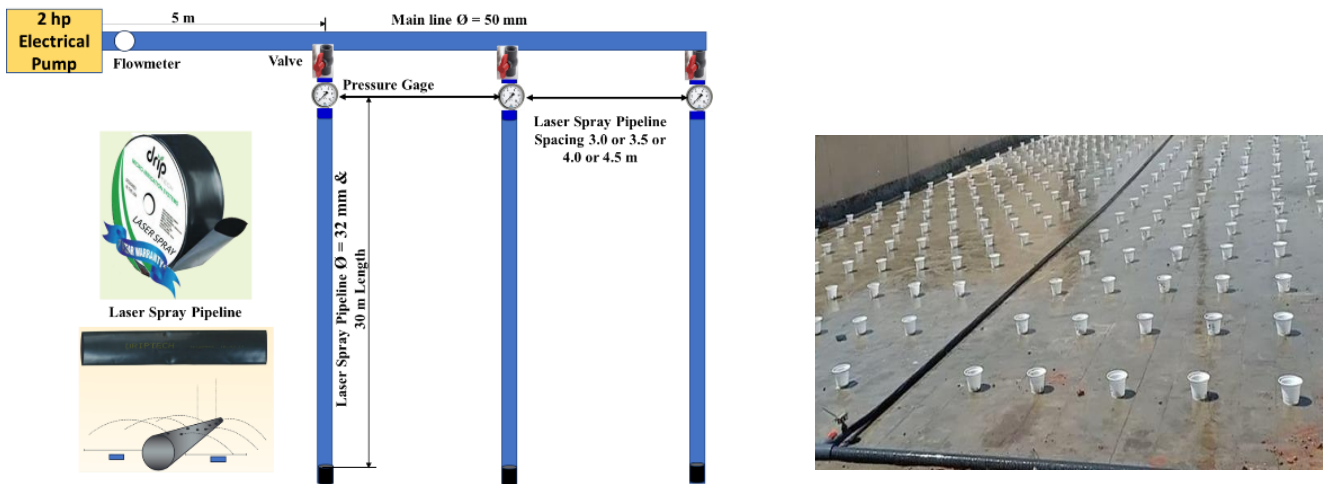 2 hp
Electrical
Pump
5 m
Main line Ø = 50 mm
Flowmeter
Valve
Pressure Gage
Laser Spray Pipeline
Spacing 3.0 or 3.5 or
4.0 or 4.5 m
Laser Spray Pipeline Ø = 32 mm &
30 m Length
drip
LASER SPRAY
Laser Spray Pipeline